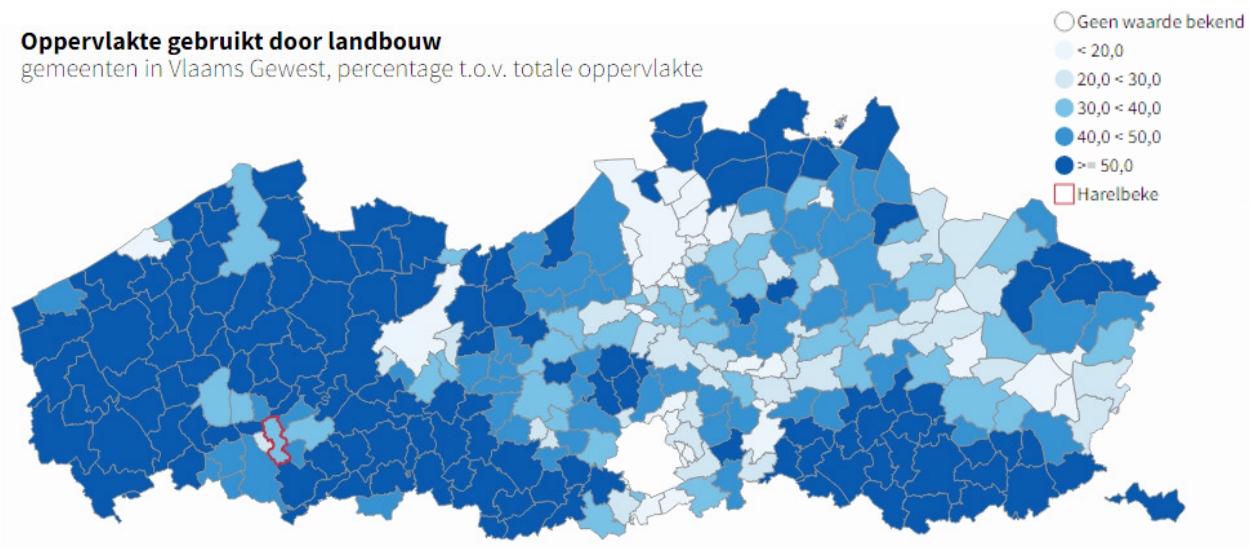 Oppervlakte gebruikt door landbouw
gemeenten in Vlaams Gewest, percentage t.o.v. totale oppervlakte
Geen waarde bekend
< 20,0
20,0 < 30,0
30,0 < 40,0
40,0 < 50,0
>= 50,0
Harelbeke